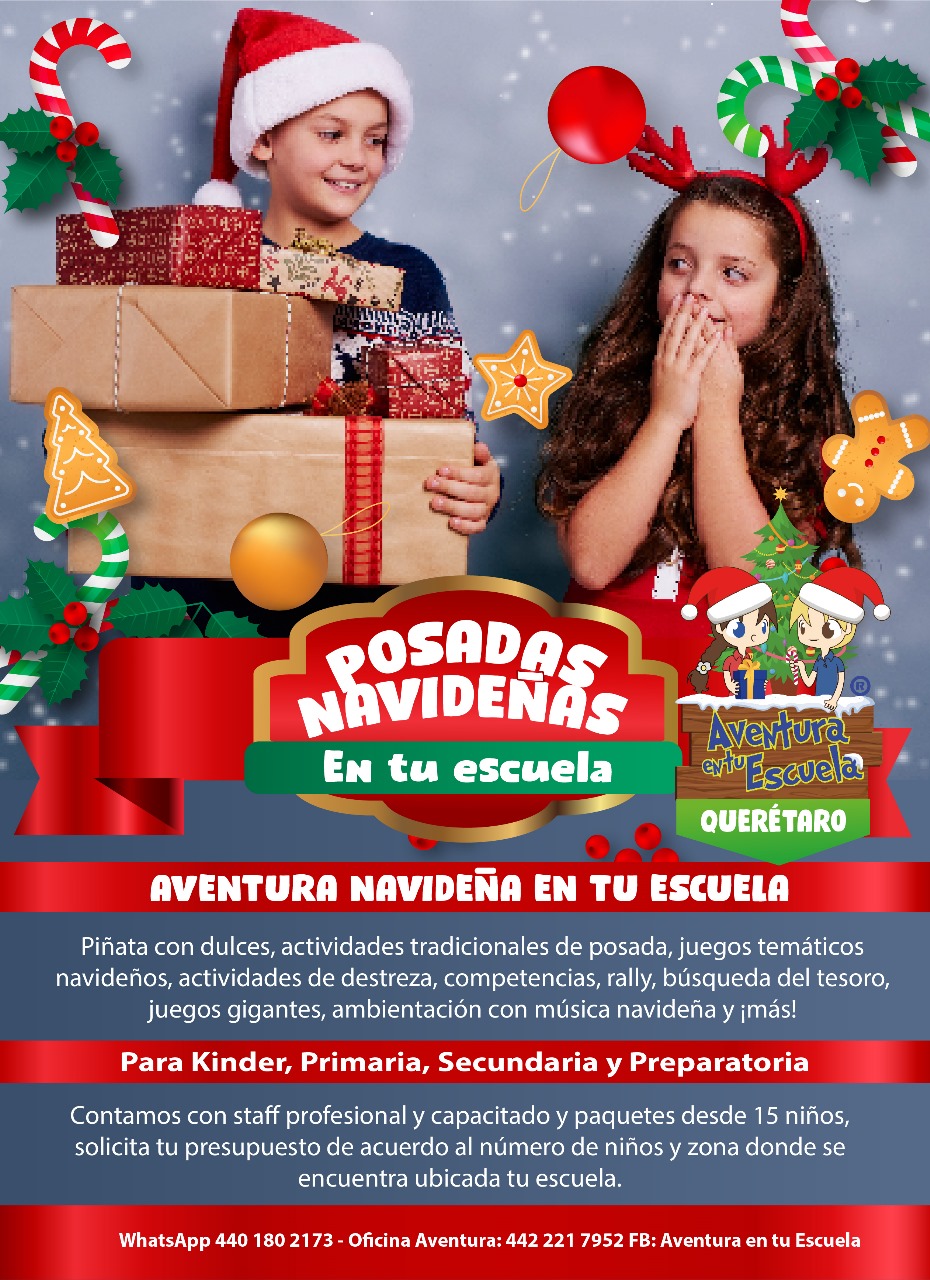 POSADAS
NAVIDEÑAS
En tu escuela
®
Aventura
en tu Escuela
QUERÉTARO
AVENTURA NAVIDEÑA EN TU ESCUELA
Piñata con dulces, actividades tradicionales de posada, juegos temáticos
navideños, actividades de destreza, competencias, rally, búsqueda del tesoro,
juegos gigantes, ambientación con música navideña y ¡más!
Para Kinder, Primaria, Secundaria y Preparatoria
Contamos con staff profesional y capacitado y paquetes desde 15 niños,
solicita tu presupuesto de acuerdo al número de niños y zona donde se
encuentra ubicada tu escuela.
WhatsApp 440 180 2173 - Oficina Aventura: 442 221 7952 FB: Aventura en tu Escuela